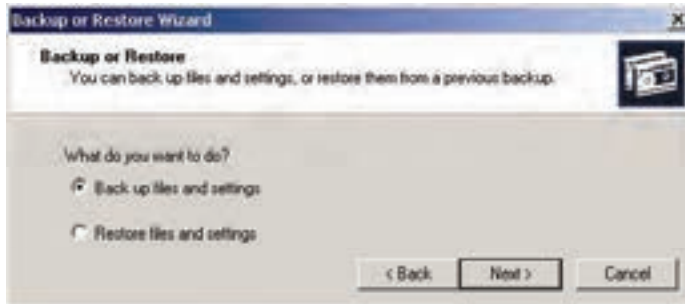 Backup or Restore Wizard
Backup or Restore
You can back up files and settings, or restore them from a previous backup.
What do you want to do?
Back up files and settings
Restore files and settings
< Back Next > Cancel